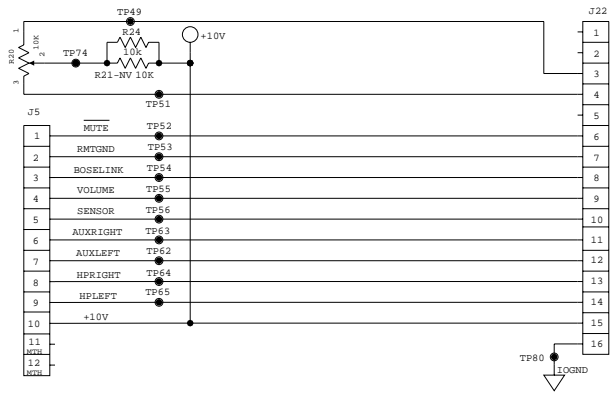 TP49
J22
1
R24
+10V
R20
10K
2
TP74
10k
R21-NV 10K
3
TP51
J5
1
2
3
4
5
6
7
8
9
10
11
12
13
14
15
16
1 MUTE TP52
2 RMTGND TP53
3 BOSELINK TP54
4 VOLUME TP55
5 SENSOR TP56
6 AUXRIGHT TP63
7 AUXLEFT TP62
8 HPRIGHT TP64
9 HPLEFT TP65
10 +10V
11
MTH
12
MTH
TP80
IOGND